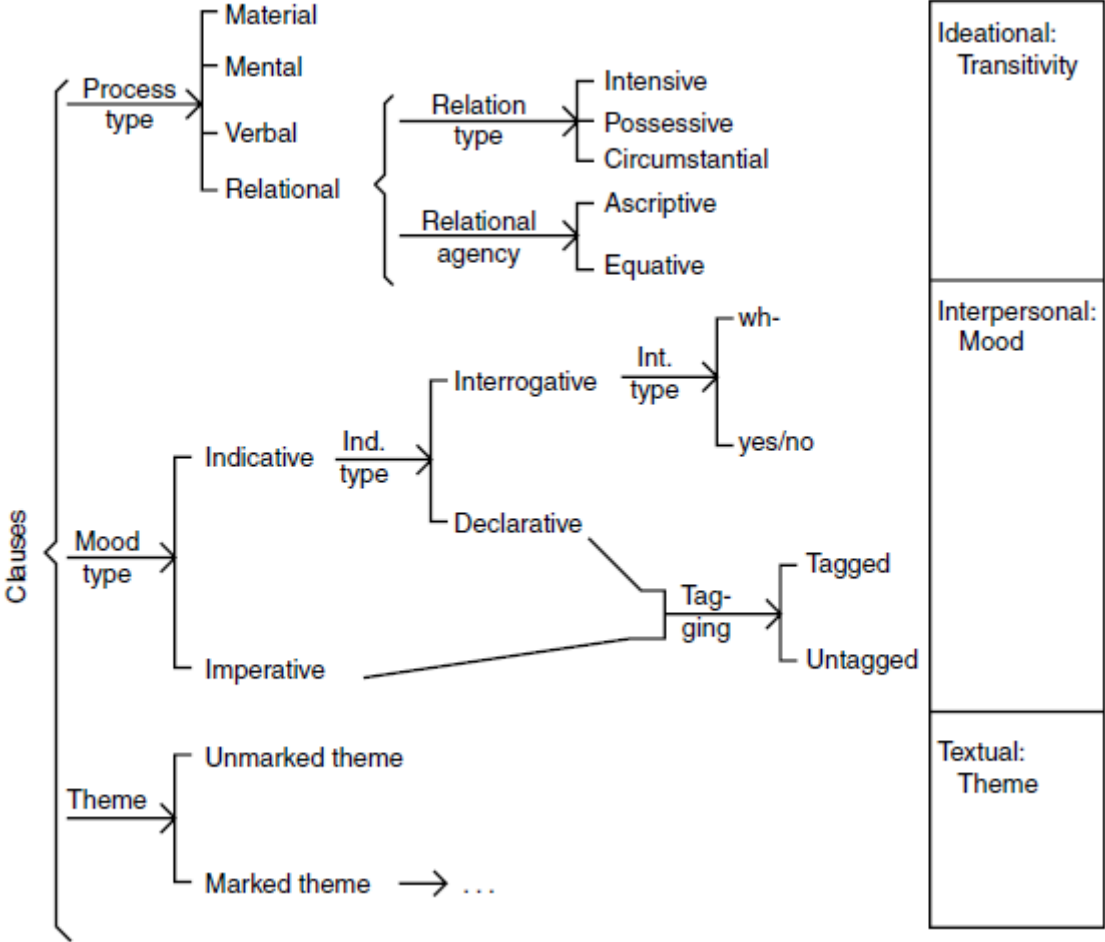 Material
Mental
Process
type
Verbal
Relational
Relation
type
Intensive
Possessive
Circumstantial
Relational
agency
Ascriptive
Equative
Ideational:
Transitivity
Clauses
Mood
type
Indicative
Ind.
type
Interrogative
Int.
type
wh-
yes/no
Declarative
Imperative
Tag-
ging
Tagged
Untagged
Interpersonal:
Mood
Theme
Unmarked theme
Marked theme
. . .
Textual:
Theme